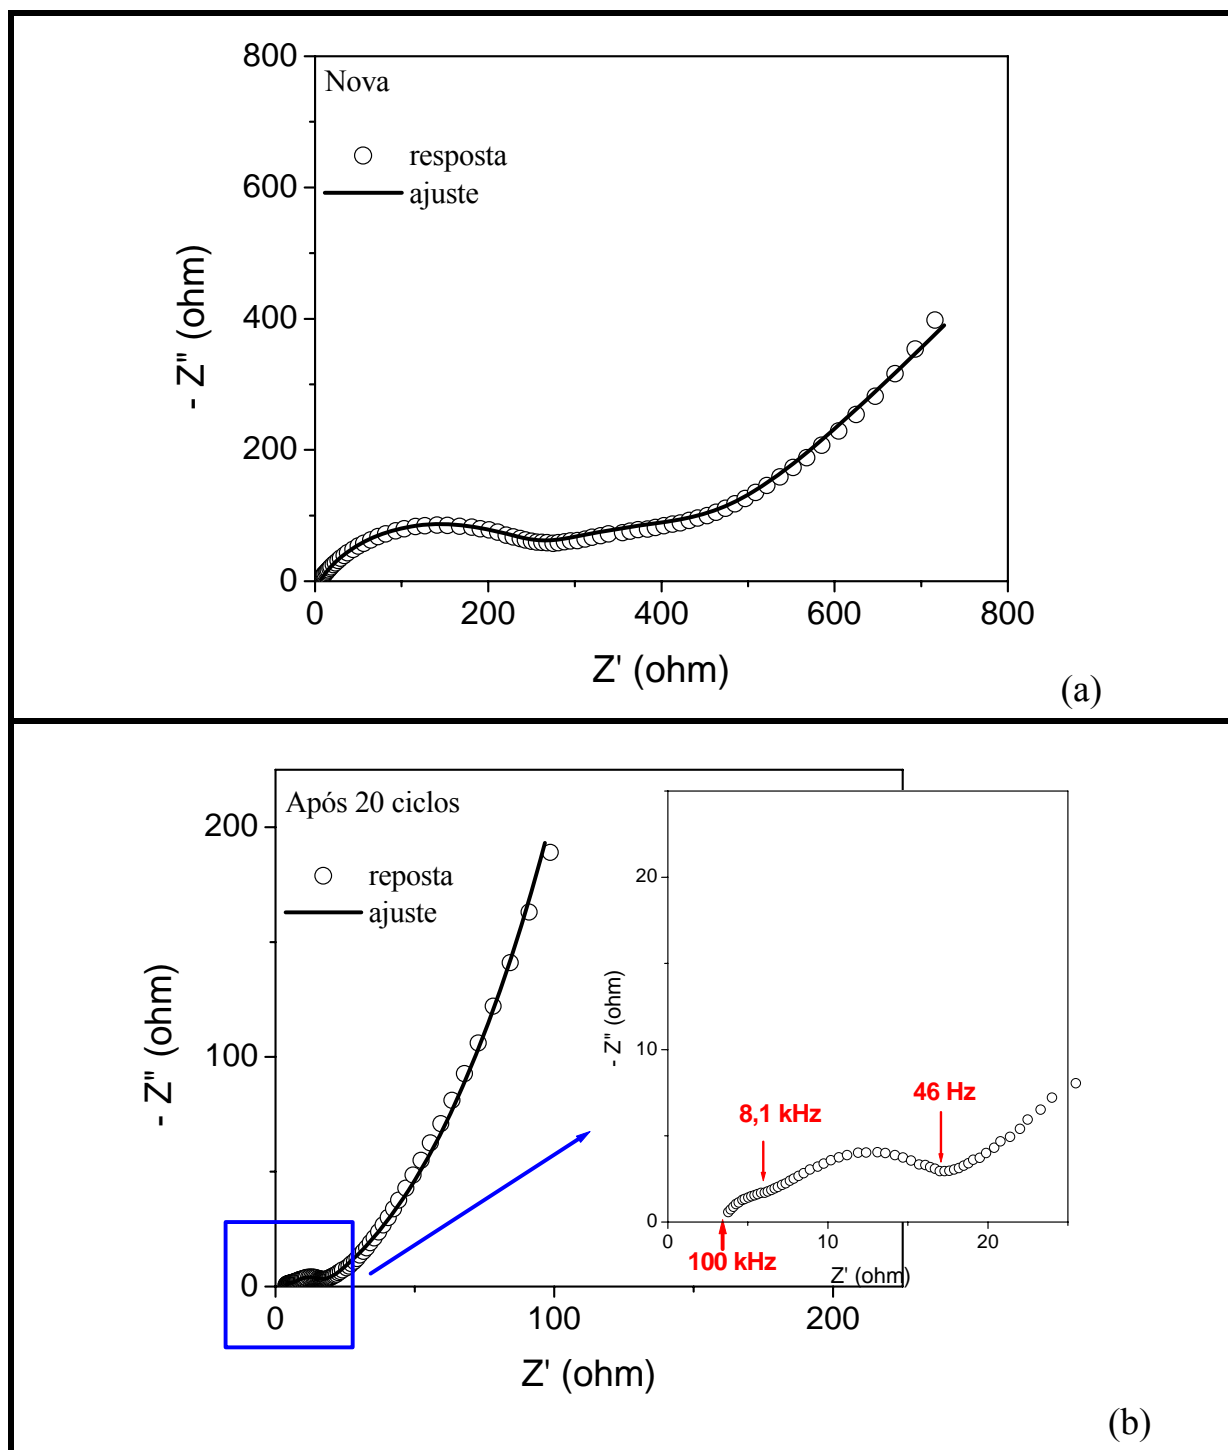 800
600
400
200
0
0
200
400
600
800
- Z" (ohm)
Z' (ohm)
Nova
resposta
ajuste
(a)
200
100
0
0
100
200
- Z" (ohm)
Z' (ohm)
Após 20 ciclos
reposta
ajuste
20
10
0
0
10
20
- Z" (ohm)
Z' (ohm)
8,1 kHz
46 Hz
100 kHz
(b)